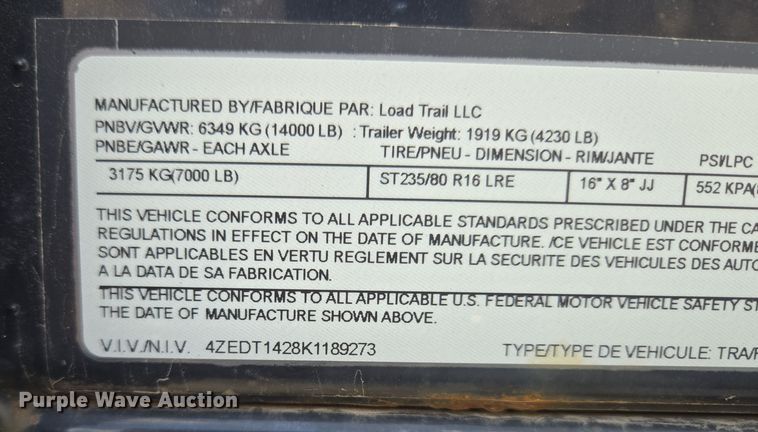 MANUFACTURED BY/FABRIQUE PAR: Load Trail LLC
PNBV/GVWR: 6349 KG (14000 LB) : Trailer Weight: 1919 KG (4230 LB)
PNBE/GAWR - EACH AXLE TIRE/PNEU - DIMENSION - RIM/JANTE PSI/LPC
3175 KG(7000 LB) ST235/80 R16 LRE 16" X 8" JJ 552 KPA(
THIS VEHICLE CONFORMS TO ALL APPLICABLE STANDARDS PRESCRIBED UNDER THE CA
REGULATIONS IN EFFECT ON THE DATE OF MANUFACTURE. /CE VEHICLE EST CONFORME
SONT APPLICABLES EN VERTU REGLEMENT SUR LA SECURITE DES VEHICULES DES AUTO
A LA DATA DE SA FABRICATION.
THIS VEHICLE CONFORMS TO ALL APPLICABLE U.S. FEDERAL MOTOR VEHICLE SAFETY ST
THE DATE OF MANUFACTURE SHOWN ABOVE.
V.I.V./N.I.V. 4ZEDT1428K1189273 TYPE/TYPE DE VEHICULE: TRA/R
Purple Wave Auction